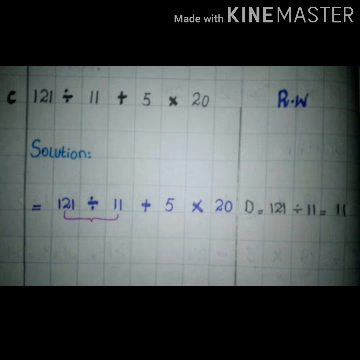 Made with KINEMASTER
c 121 ÷ 11 + 5 × 20 R.W
Solution:
= 121 ÷ 11 + 5 × 20 D = 121 ÷ 11 = 11